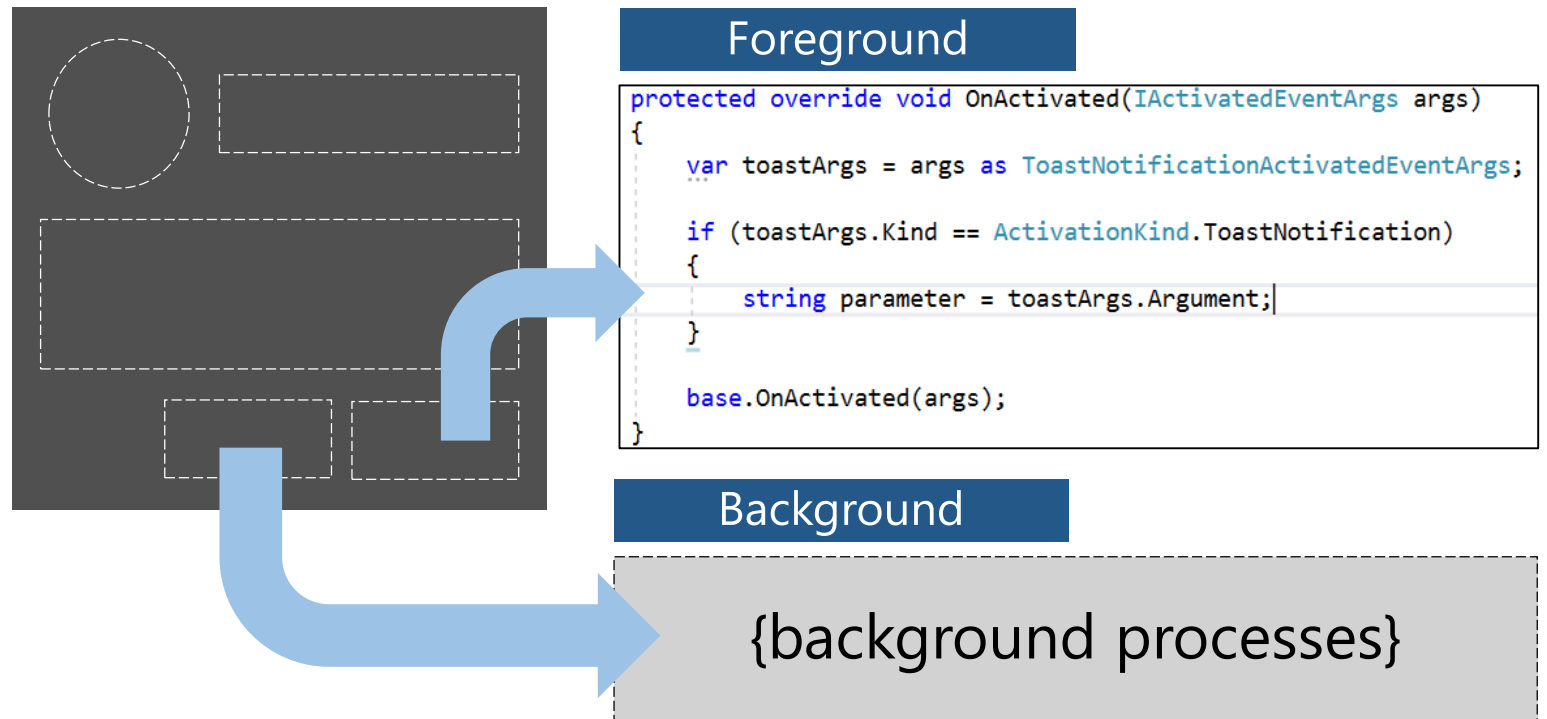 Foreground
protected override void OnActivated(IActivatedEventArgs args)
{
    var toastArgs = args as ToastNotificationActivatedEventArgs;
    if (toastArgs.Kind == ActivationKind.ToastNotification)
    {
        string parameter = toastArgs.Argument;
    }
    base.OnActivated(args);
}
Background
{background processes}